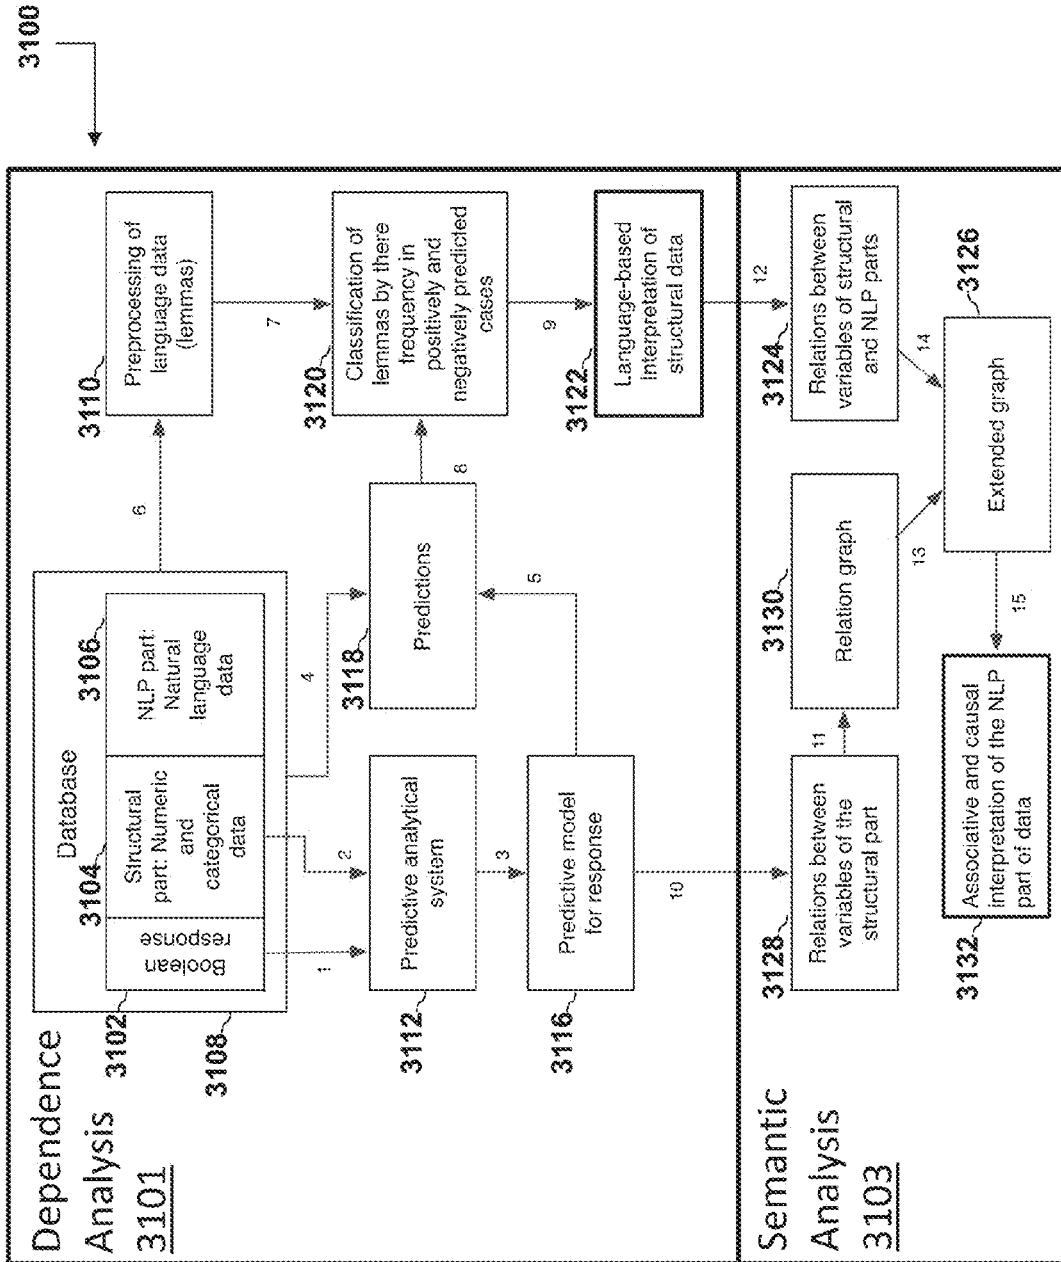 3100
Dependence
Analysis
3101
Database
3102
3104
3106
3108
Boolean
response
Structural
part: Numeric
and
categorical
data
NLP part:
Natural
language
data
6
3110
Preprocessing of
language data
(lemmas)
1
2
4
7
3112
Predictive analytical
system
3118
Predictions
8
3120
Classification of
lemmas by there
frequency in
positively and
negatively predicted
cases
3
5
9
3116
Predictive model
for response
3122
Language-based
interpretation of
structural data
10
12
Semantic
Analysis
3103
3128
Relations between
variables of the
structural part
11
3130
Relation graph
3124
Relations between
variables of structural
and NLP parts
13
14
3126
Extended graph
15
3132
Associative and causal
interpretation of the NLP
part of data